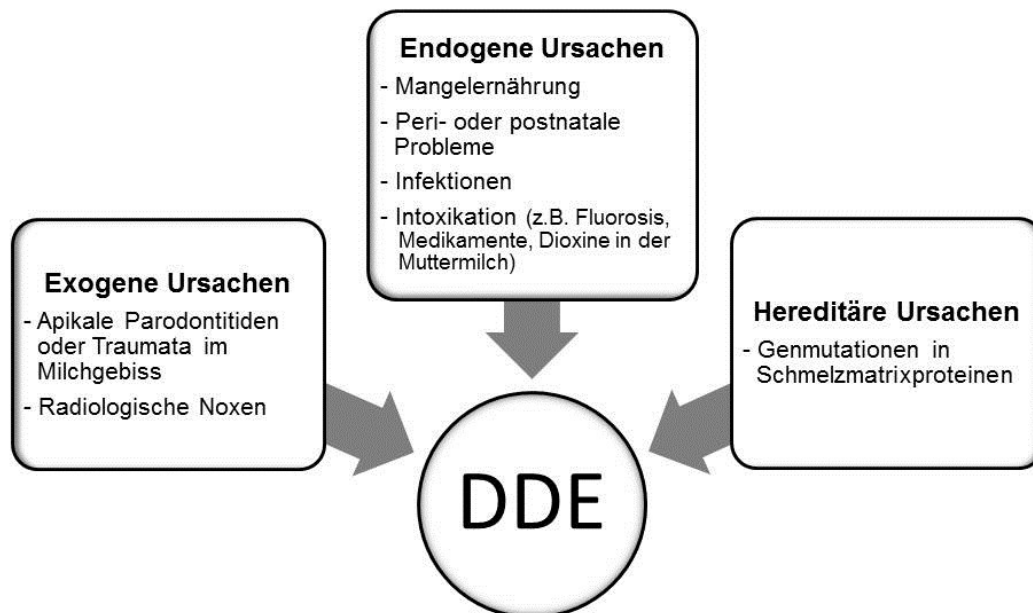 Endogene Ursachen
- Mangelernährung
- Peri- oder postnatale
Probleme
- Infektionen
- Intoxikation (z.B. Fluorosis,
Medikamente, Dioxine in der
Muttermilch)
Exogene Ursachen
- Apikale Parodontitiden
oder Traumata im
Milchgebiss
- Radiologische Noxen
Hereditäre Ursachen
- Genmutationen in
Schmelzmatrixproteinen
DDE